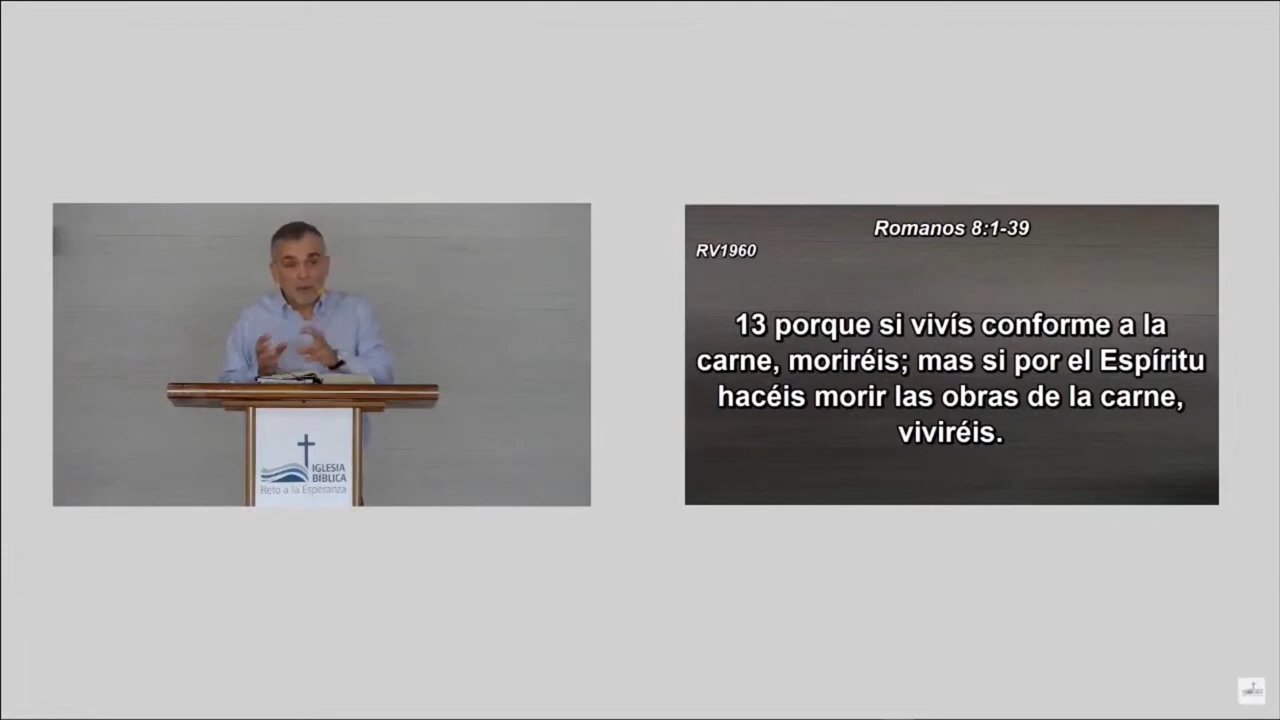 IGLESIA
BÍBLICA
Reto a la Esperanza
Romanos 8:1-39
RV1960
13 porque si vivís conforme a la
carne, moriréis; mas si por el Espíritu
hacéis morir las obras de la carne,
viviréis.